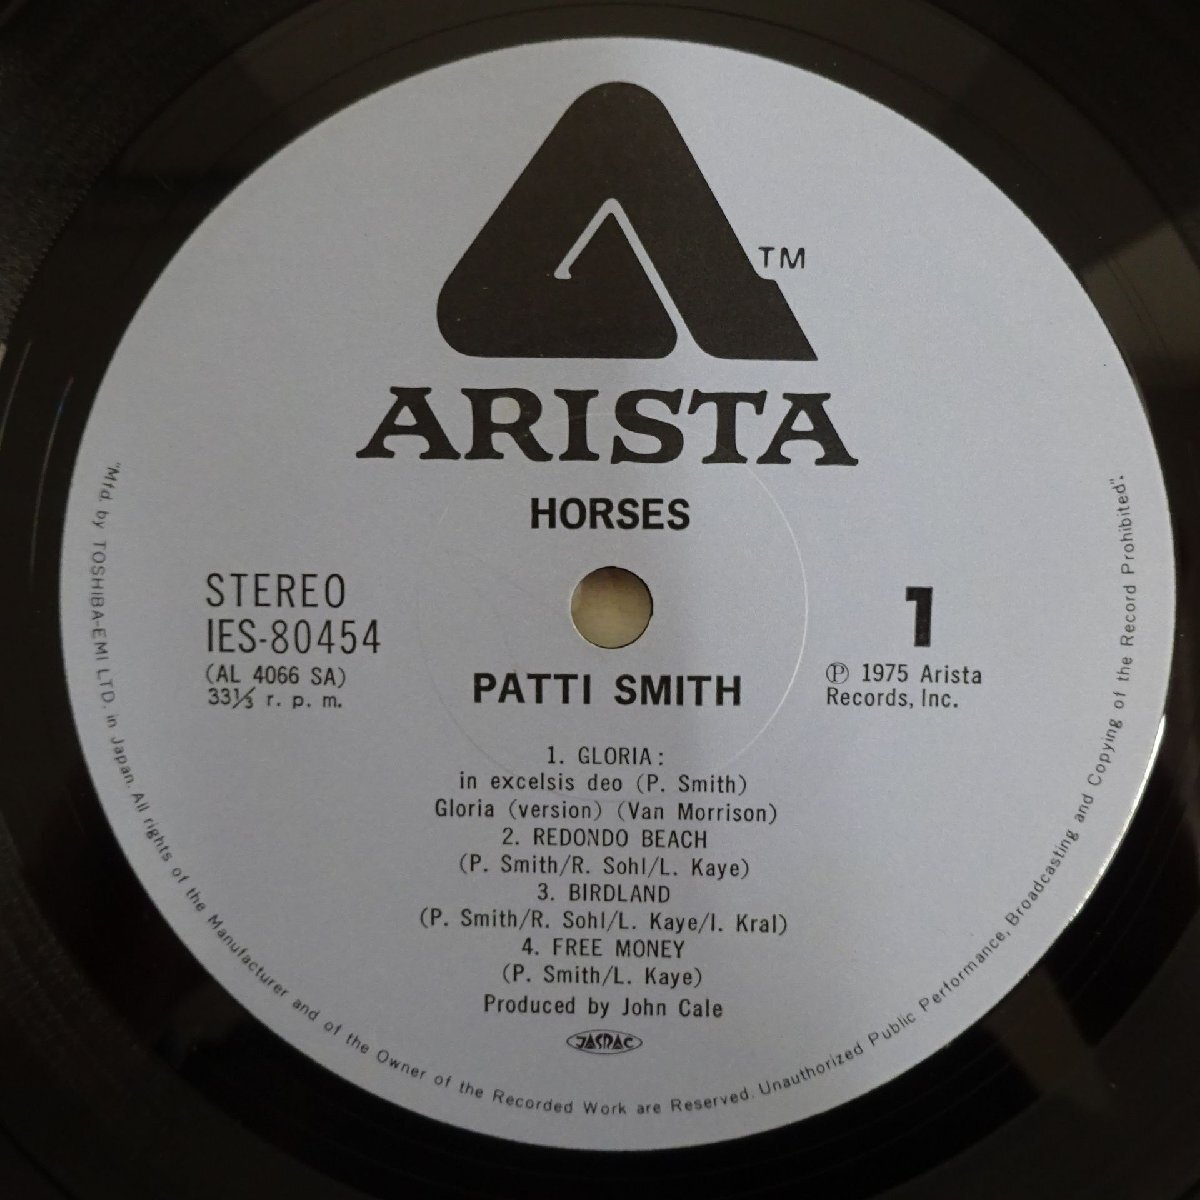 TM
ARISTA
HORSES
STEREO
IES-80454
(AL 4066 SA)
33⅓ r. p. m.
1
Ⓟ 1975 Arista
Records, Inc.
PATTI SMITH
1. GLORIA:
in excelsis deo (P. Smith)
Gloria (version) (Van Morrison)
2. REDONDO BEACH
(P. Smith/R. Sohl/L. Kaye)
3. BIRDLAND
(P. Smith/R. Sohl/L. Kaye/I. Kral)
4. FREE MONEY
(P. Smith/L. Kaye)
Produced by John Cale
JASRAC
"Mfd. by TOSHIBA-EMI LTD. in Japan. All rights of the Manufacturer and of the Owner of the Recorded Work are Reserved. Unauthorized Public Performance, Broadcasting and Copying of the Record Prohibited".